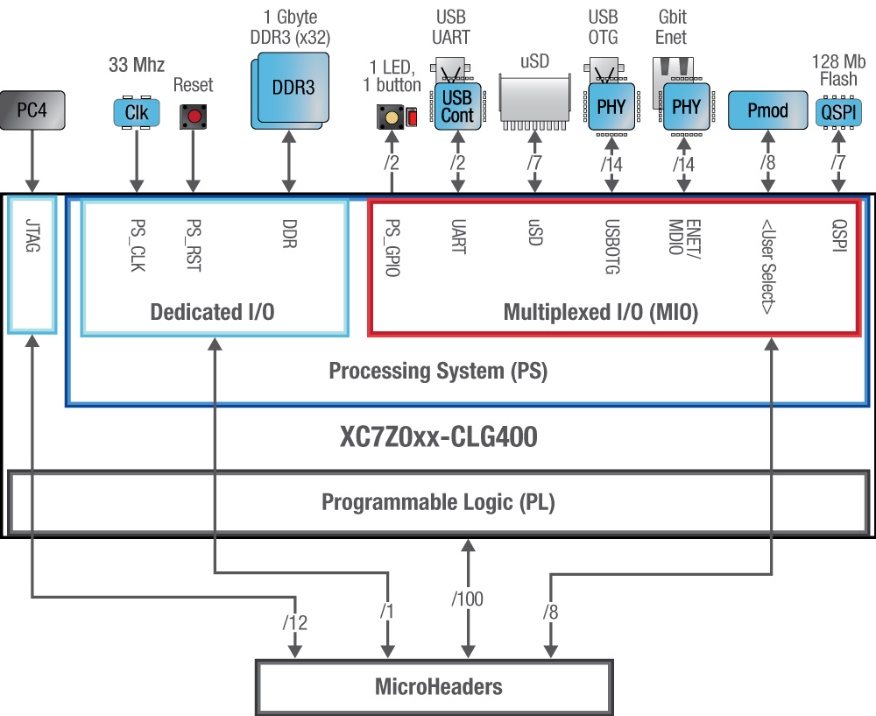 1 Gbyte
DDR3 (x32)
USB
UART
USB
OTG
Gbit
Enet
33 Mhz
Reset
1 LED,
1 button
uSD
128 Mb
Flash
PC4
Clk
DDR3
USB
Cont
PHY
PHY
Pmod
QSPI
/2
/2
/7
/14
/14
/8
/7
JTAG
PS_CLK
PS_RST
DDR
PS_GPIO
UART
uSD
USBOTG
ENET/
MDIO
<User Select>
QSPI
Dedicated I/O
Multiplexed I/O (MIO)
Processing System (PS)
XC7Z0xx-CLG400
Programmable Logic (PL)
/12
/1
/100
/8
MicroHeaders